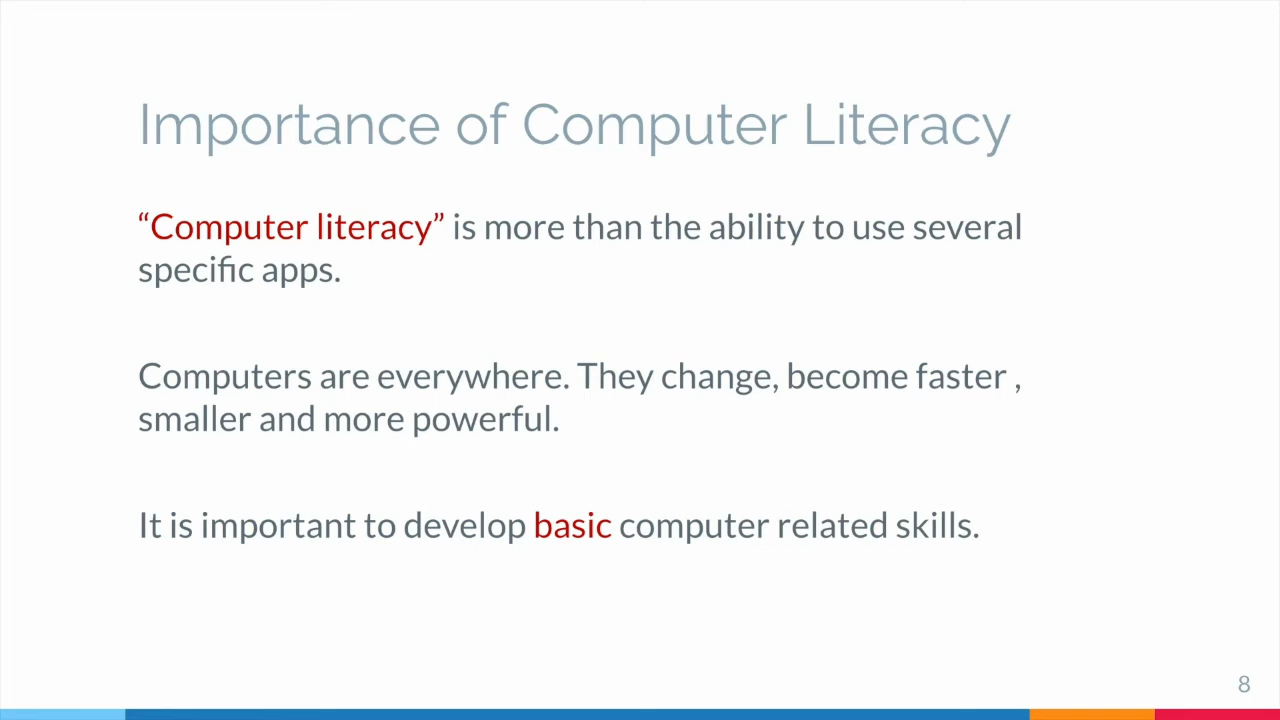 Importance of Computer Literacy
“Computer literacy” is more than the ability to use several
specific apps.
Computers are everywhere. They change, become faster ,
smaller and more powerful.
It is important to develop basic computer related skills.
8